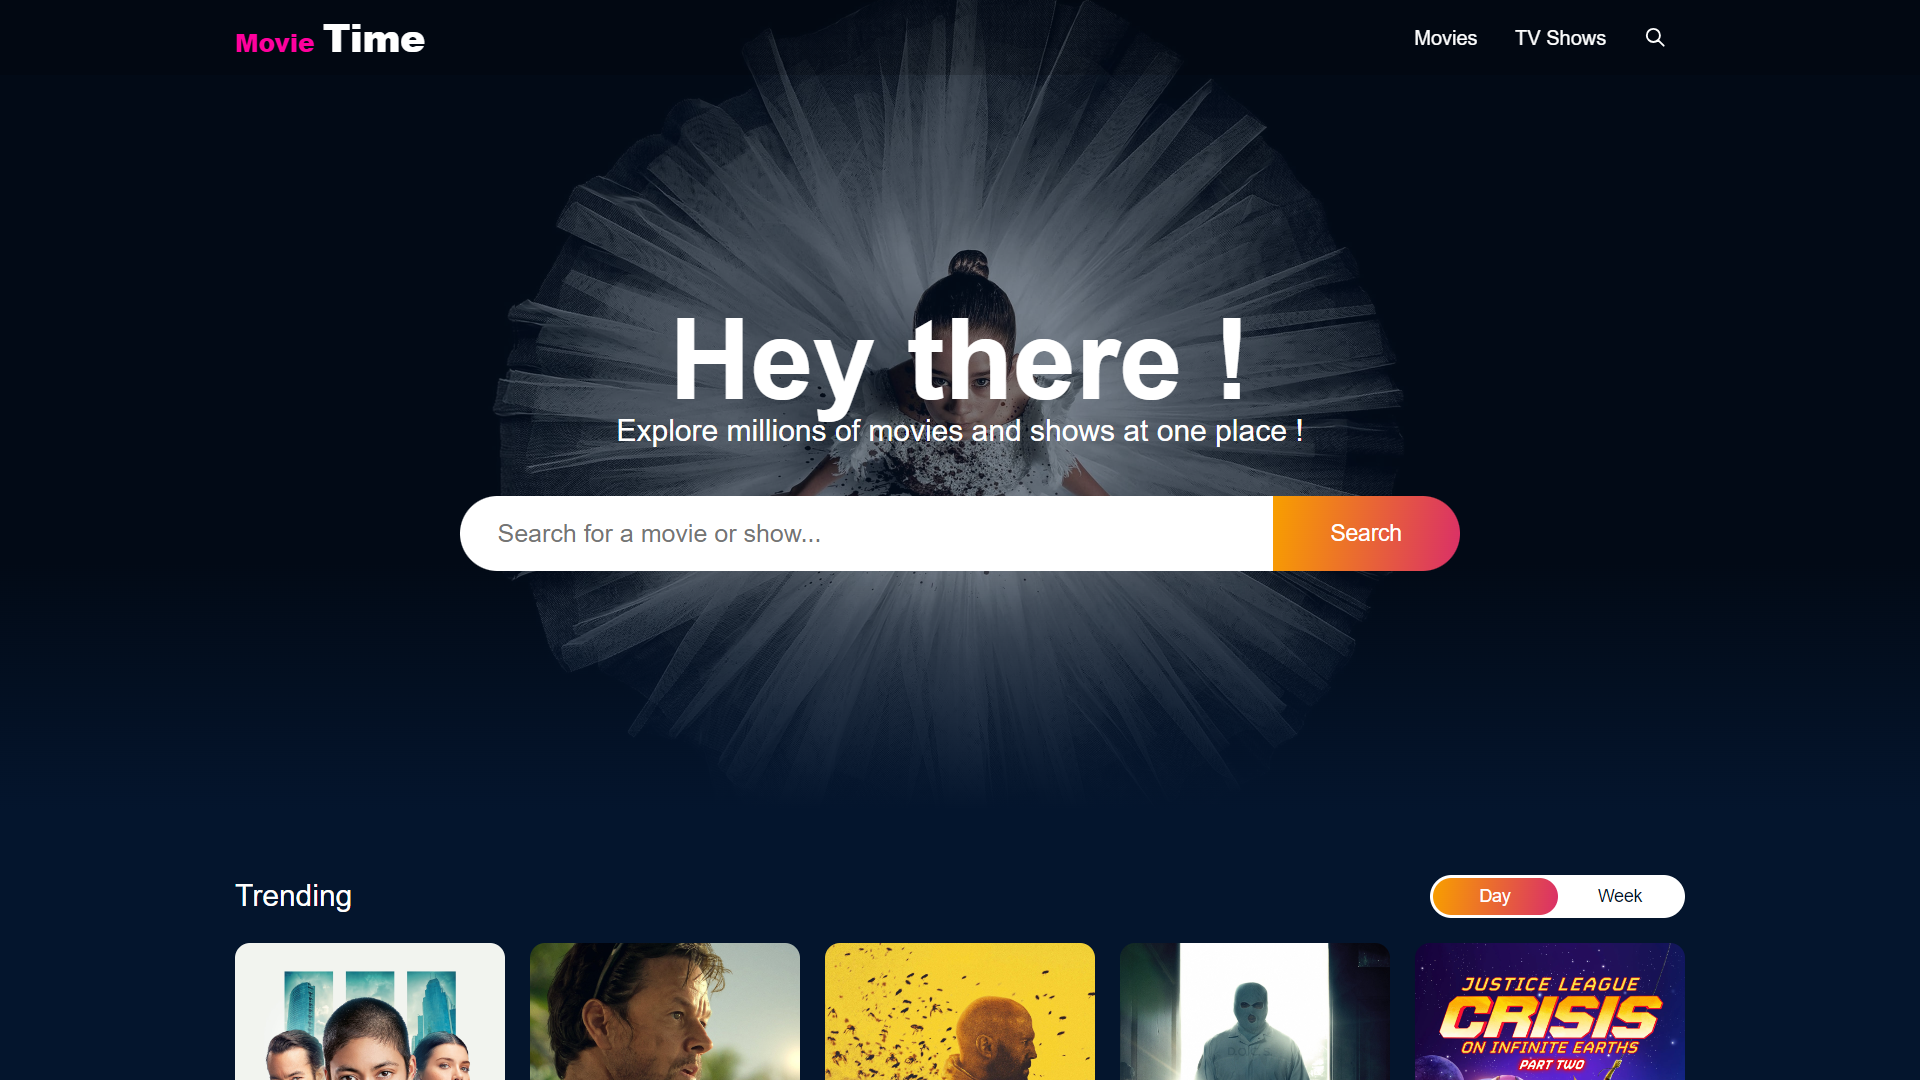 Movie Time
Movies
TV Shows
Hey there !
Explore millions of movies and shows at one place !
Search for a movie or show...
Search
Trending
Day
Week
JUSTICE LEAGUE
CRISIS
ON INFINITE EARTHS
PART TWO